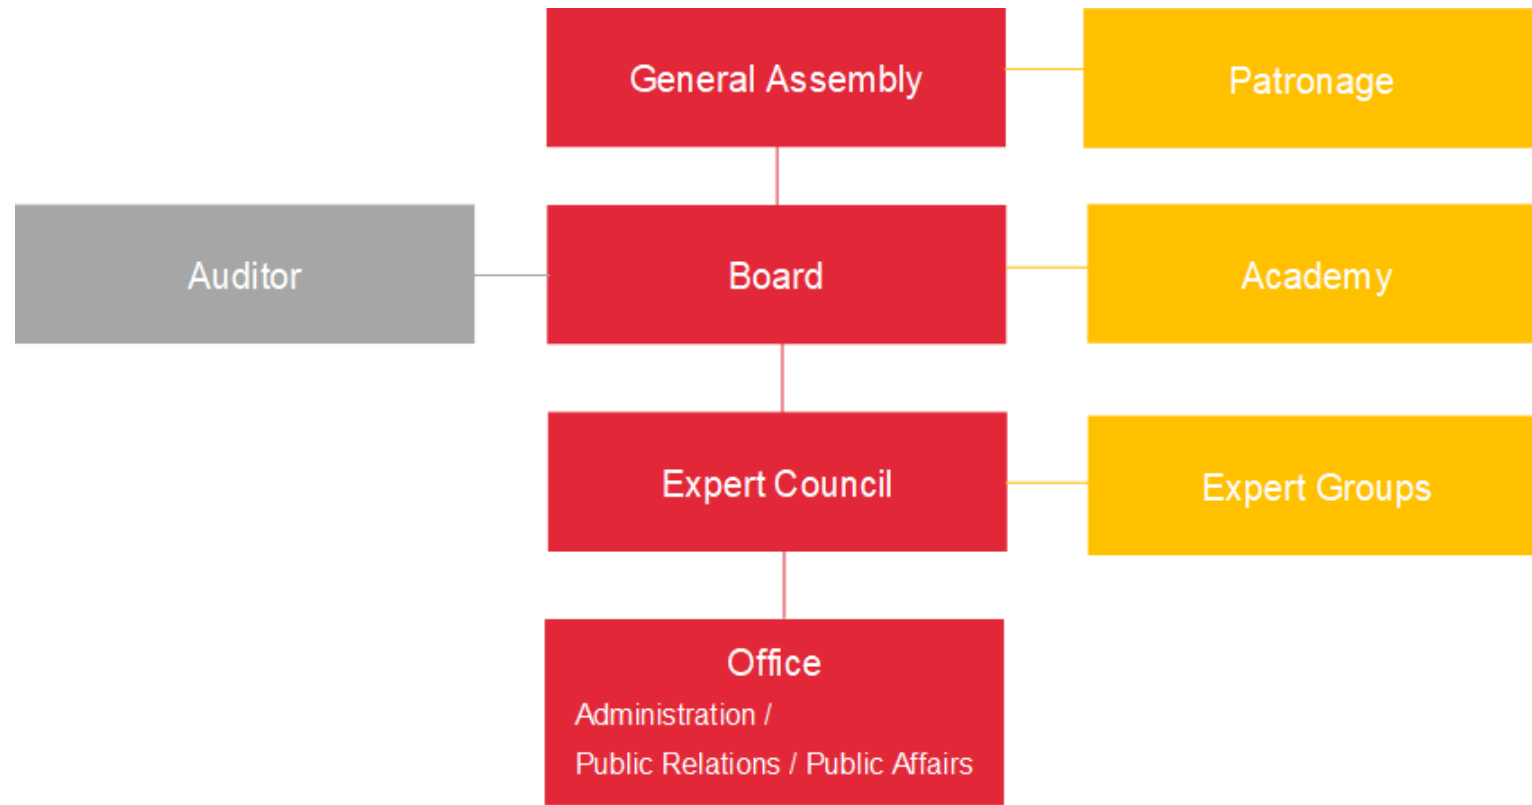 General Assembly
Patronage
Auditor
Board
Academy
Expert Council
Expert Groups
Office
Administration /
Public Relations / Public Affairs